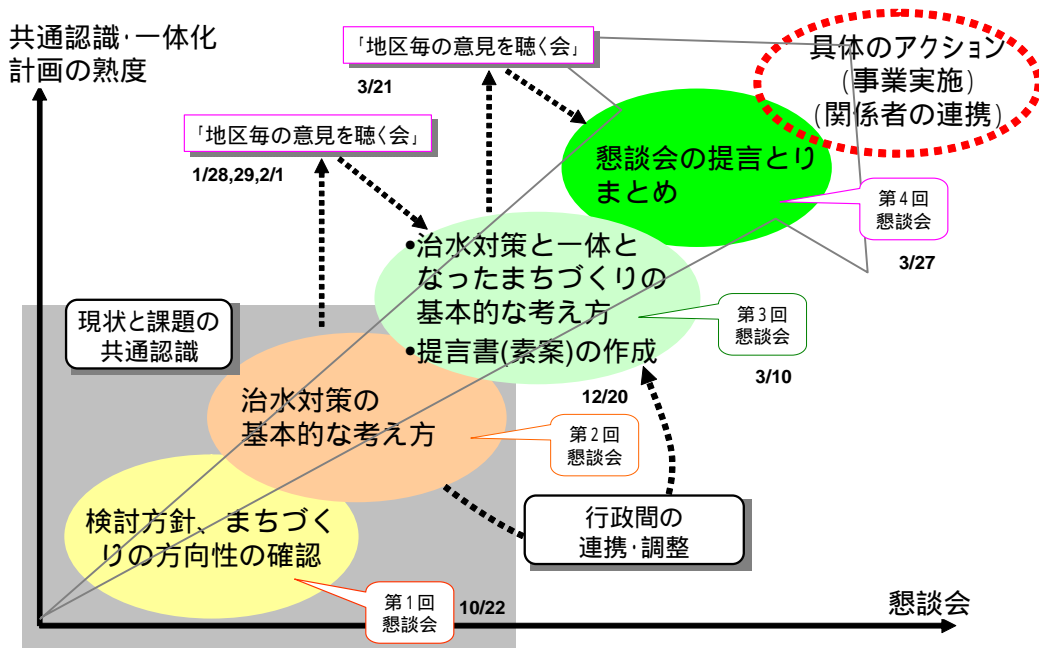 共通認識･一体化
計画の熟度
｢地区毎の意見を聴く会｣
3/21
具体のアクション
(事業実施)
(関係者の連携)
｢地区毎の意見を聴く会｣
1/28,29,2/1
懇談会の提言とり
まとめ
第4回
懇談会
3/27
•治水対策と一体と
なったまちづくりの
基本的な考え方
•提言書(素案)の作成
第3回
懇談会
3/10
現状と課題の
共通認識
治水対策の
基本的な考え方
12/20
第2回
懇談会
検討方針、まちづく
りの方向性の確認
行政間の
連携･調整
第1回
懇談会
10/22
懇談会